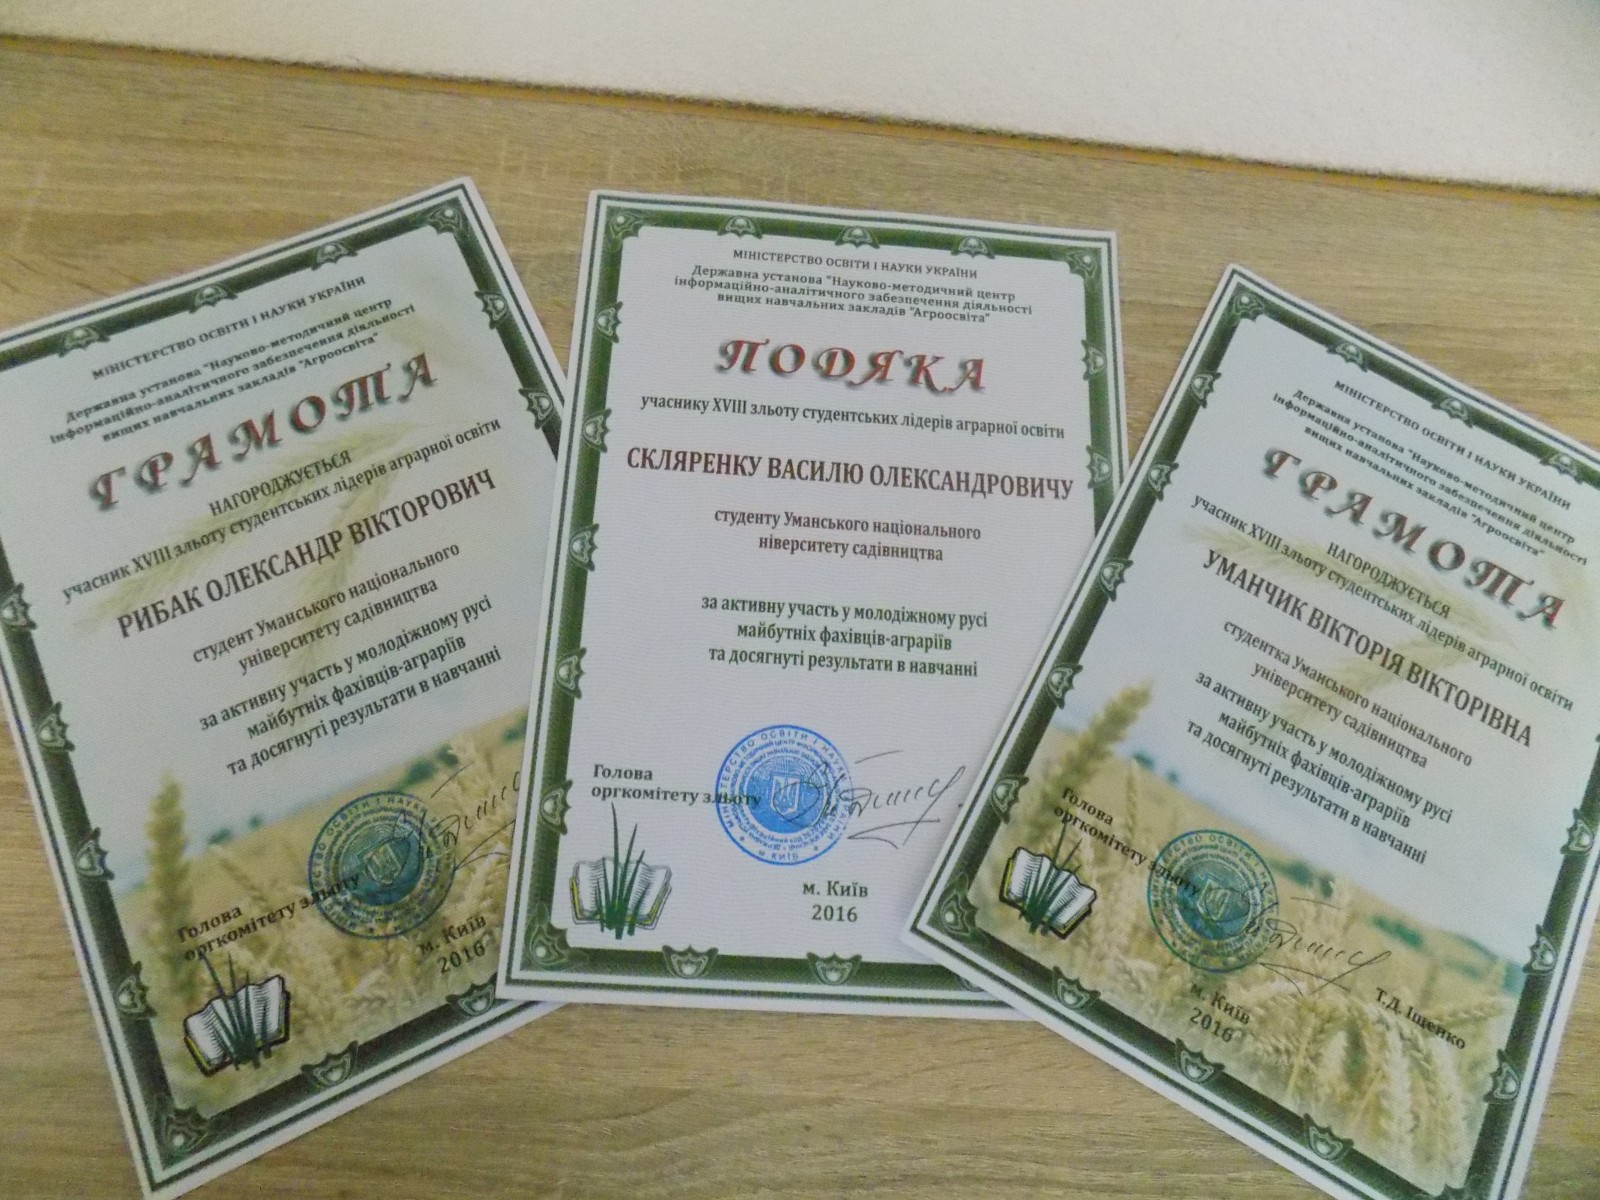 МІНІСТЕРСТВО ОСВІТИ І НАУКИ УКРАЇНИ
Державна установа "Науково-методичний центр
інформаційно-аналітичного забезпечення діяльності
вищих навчальних закладів "Агроосвіта"
ГРАМОТА
НАГОРОДЖУЄТЬСЯ
учасник XVIII зльоту студентських лідерів аграрної освіти
РИБАК ОЛЕКСАНДР ВІКТОРОВИЧ
студент Уманського національного
університету садівництва
за активну участь у молодіжному русі
майбутніх фахівців-аграріїв
та досягнуті результати в навчанні
Голова
оргкомітету зльоту
м. Київ
2016
МІНІСТЕРСТВО ОСВІТИ І НАУКИ УКРАЇНИ
Державна установа "Науково-методичний центр
інформаційно-аналітичного забезпечення діяльності
вищих навчальних закладів "Агроосвіта"
ПОДЯКА
учаснику XVIII зльоту студентських лідерів аграрної освіти
СКЛЯРЕНКУ ВАСИЛЮ ОЛЕКСАНДРОВИЧУ
студенту Уманського національного
ніверситету садівництва
за активну участь у молодіжному русі
майбутніх фахівців-аграріїв
та досягнуті результати в навчанні
Голова
оргкомітету зльоту
м. Київ
2016
МІНІСТЕРСТВО ОСВІТИ І НАУКИ УКРАЇНИ
Державна установа "Науково-методичний центр
інформаційно-аналітичного забезпечення діяльності
вищих навчальних закладів "Агроосвіта"
ГРАМОТА
НАГОРОДЖУЄТЬСЯ
учасник XVIII зльоту студентських лідерів аграрної освіти
УМАНЧИК ВІКТОРІЯ ВІКТОРІВНА
студентка Уманського національного
університету садівництва
за активну участь у молодіжному русі
майбутніх фахівців-аграріїв
та досягнуті результати в навчанні
Голова
оргкомітету зльоту
Т.Д. Іщенко
м. Київ
2016